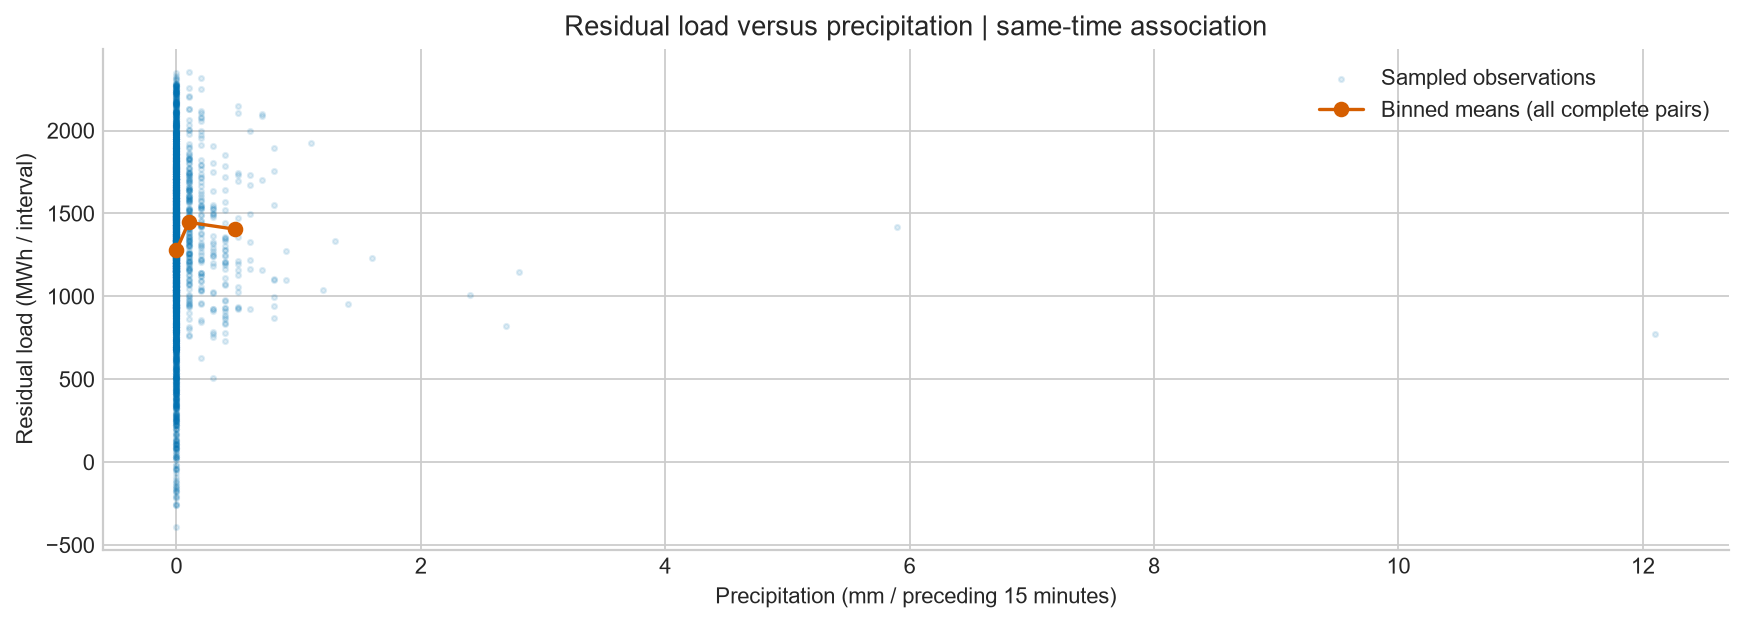 Residual load versus precipitation | same-time association
Sampled observations
Binned means (all complete pairs)
Residual load (MWh / interval)
2000
1500
1000
500
0
−500
0 2 4 6 8 10 12
Precipitation (mm / preceding 15 minutes)